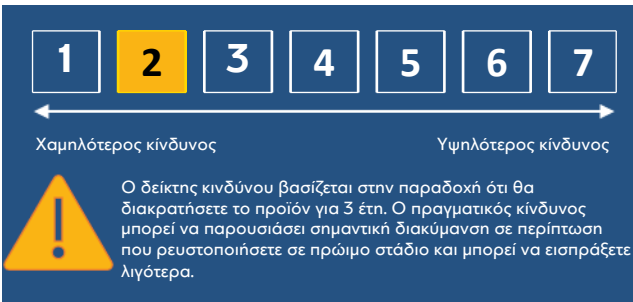 1 2 3 4 5 6 7
Χαμηλότερος κίνδυνος Υψηλότερος κίνδυνος
Ο δείκτης κινδύνου βασίζεται στην παραδοχή ότι θα
διακρατήσετε το προϊόν για 3 έτη. Ο πραγματικός κίνδυνος
μπορεί να παρουσιάσει σημαντική διακύμανση σε περίπτωση
που ρευστοποιήσετε σε πρώιμο στάδιο και μπορεί να εισπράξετε
λιγότερα.